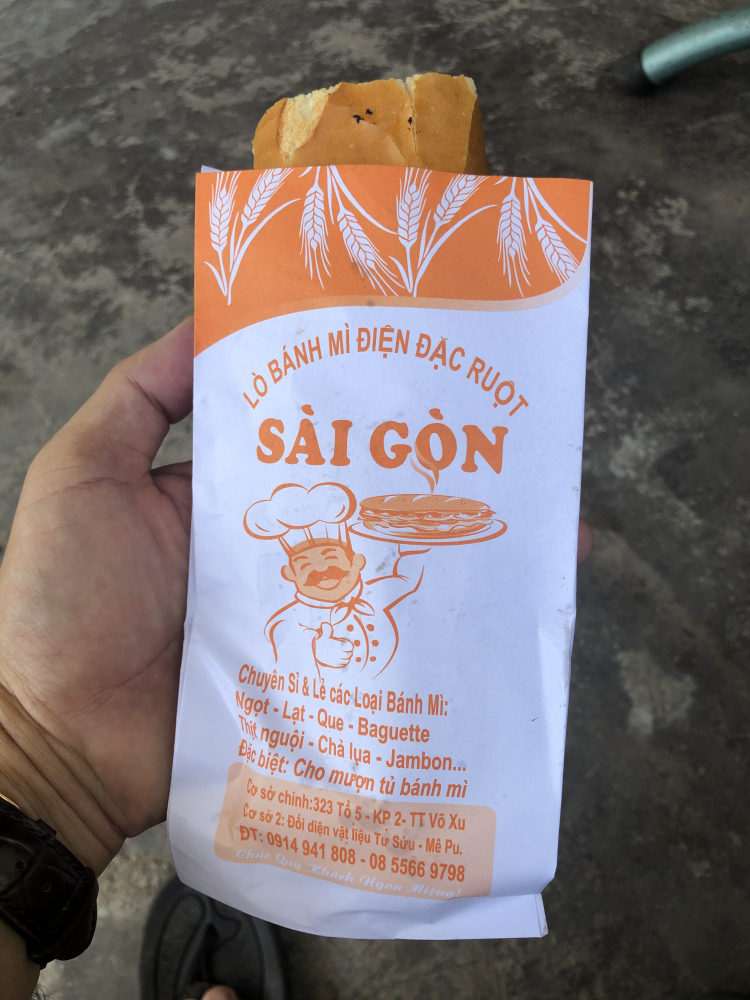 LÒ BÁNH MÌ ĐIỆN ĐẶC RUỘT
SÀI GÒN
Chuyên Sỉ & Lẻ các Loại Bánh Mì:
Ngọt - Lạt - Que - Baguette
Thịt nguội - Chả lụa - Jambon...
Đặc biệt: Cho mượn tủ bánh mì
Cơ sở chính:323 Tổ 5 - KP 2- TT Võ Xu
Cơ sở 2: Đối diện vật liệu Tư Sửu - Mê Pu.
ĐT: 0914 941 808 - 08 5566 9798
Chúc Quý Khách Ngon Miệng!